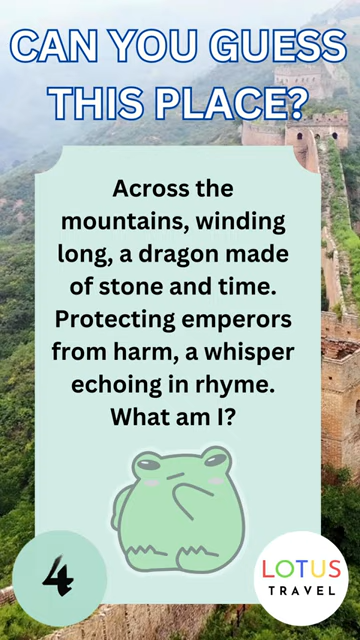 CAN YOU GUESS
THIS PLACE?
Across the
mountains, winding
long, a dragon made
of stone and time.
Protecting emperors
from harm, a whisper
echoing in rhyme.
What am I?
4
LOTUS
TRAVEL